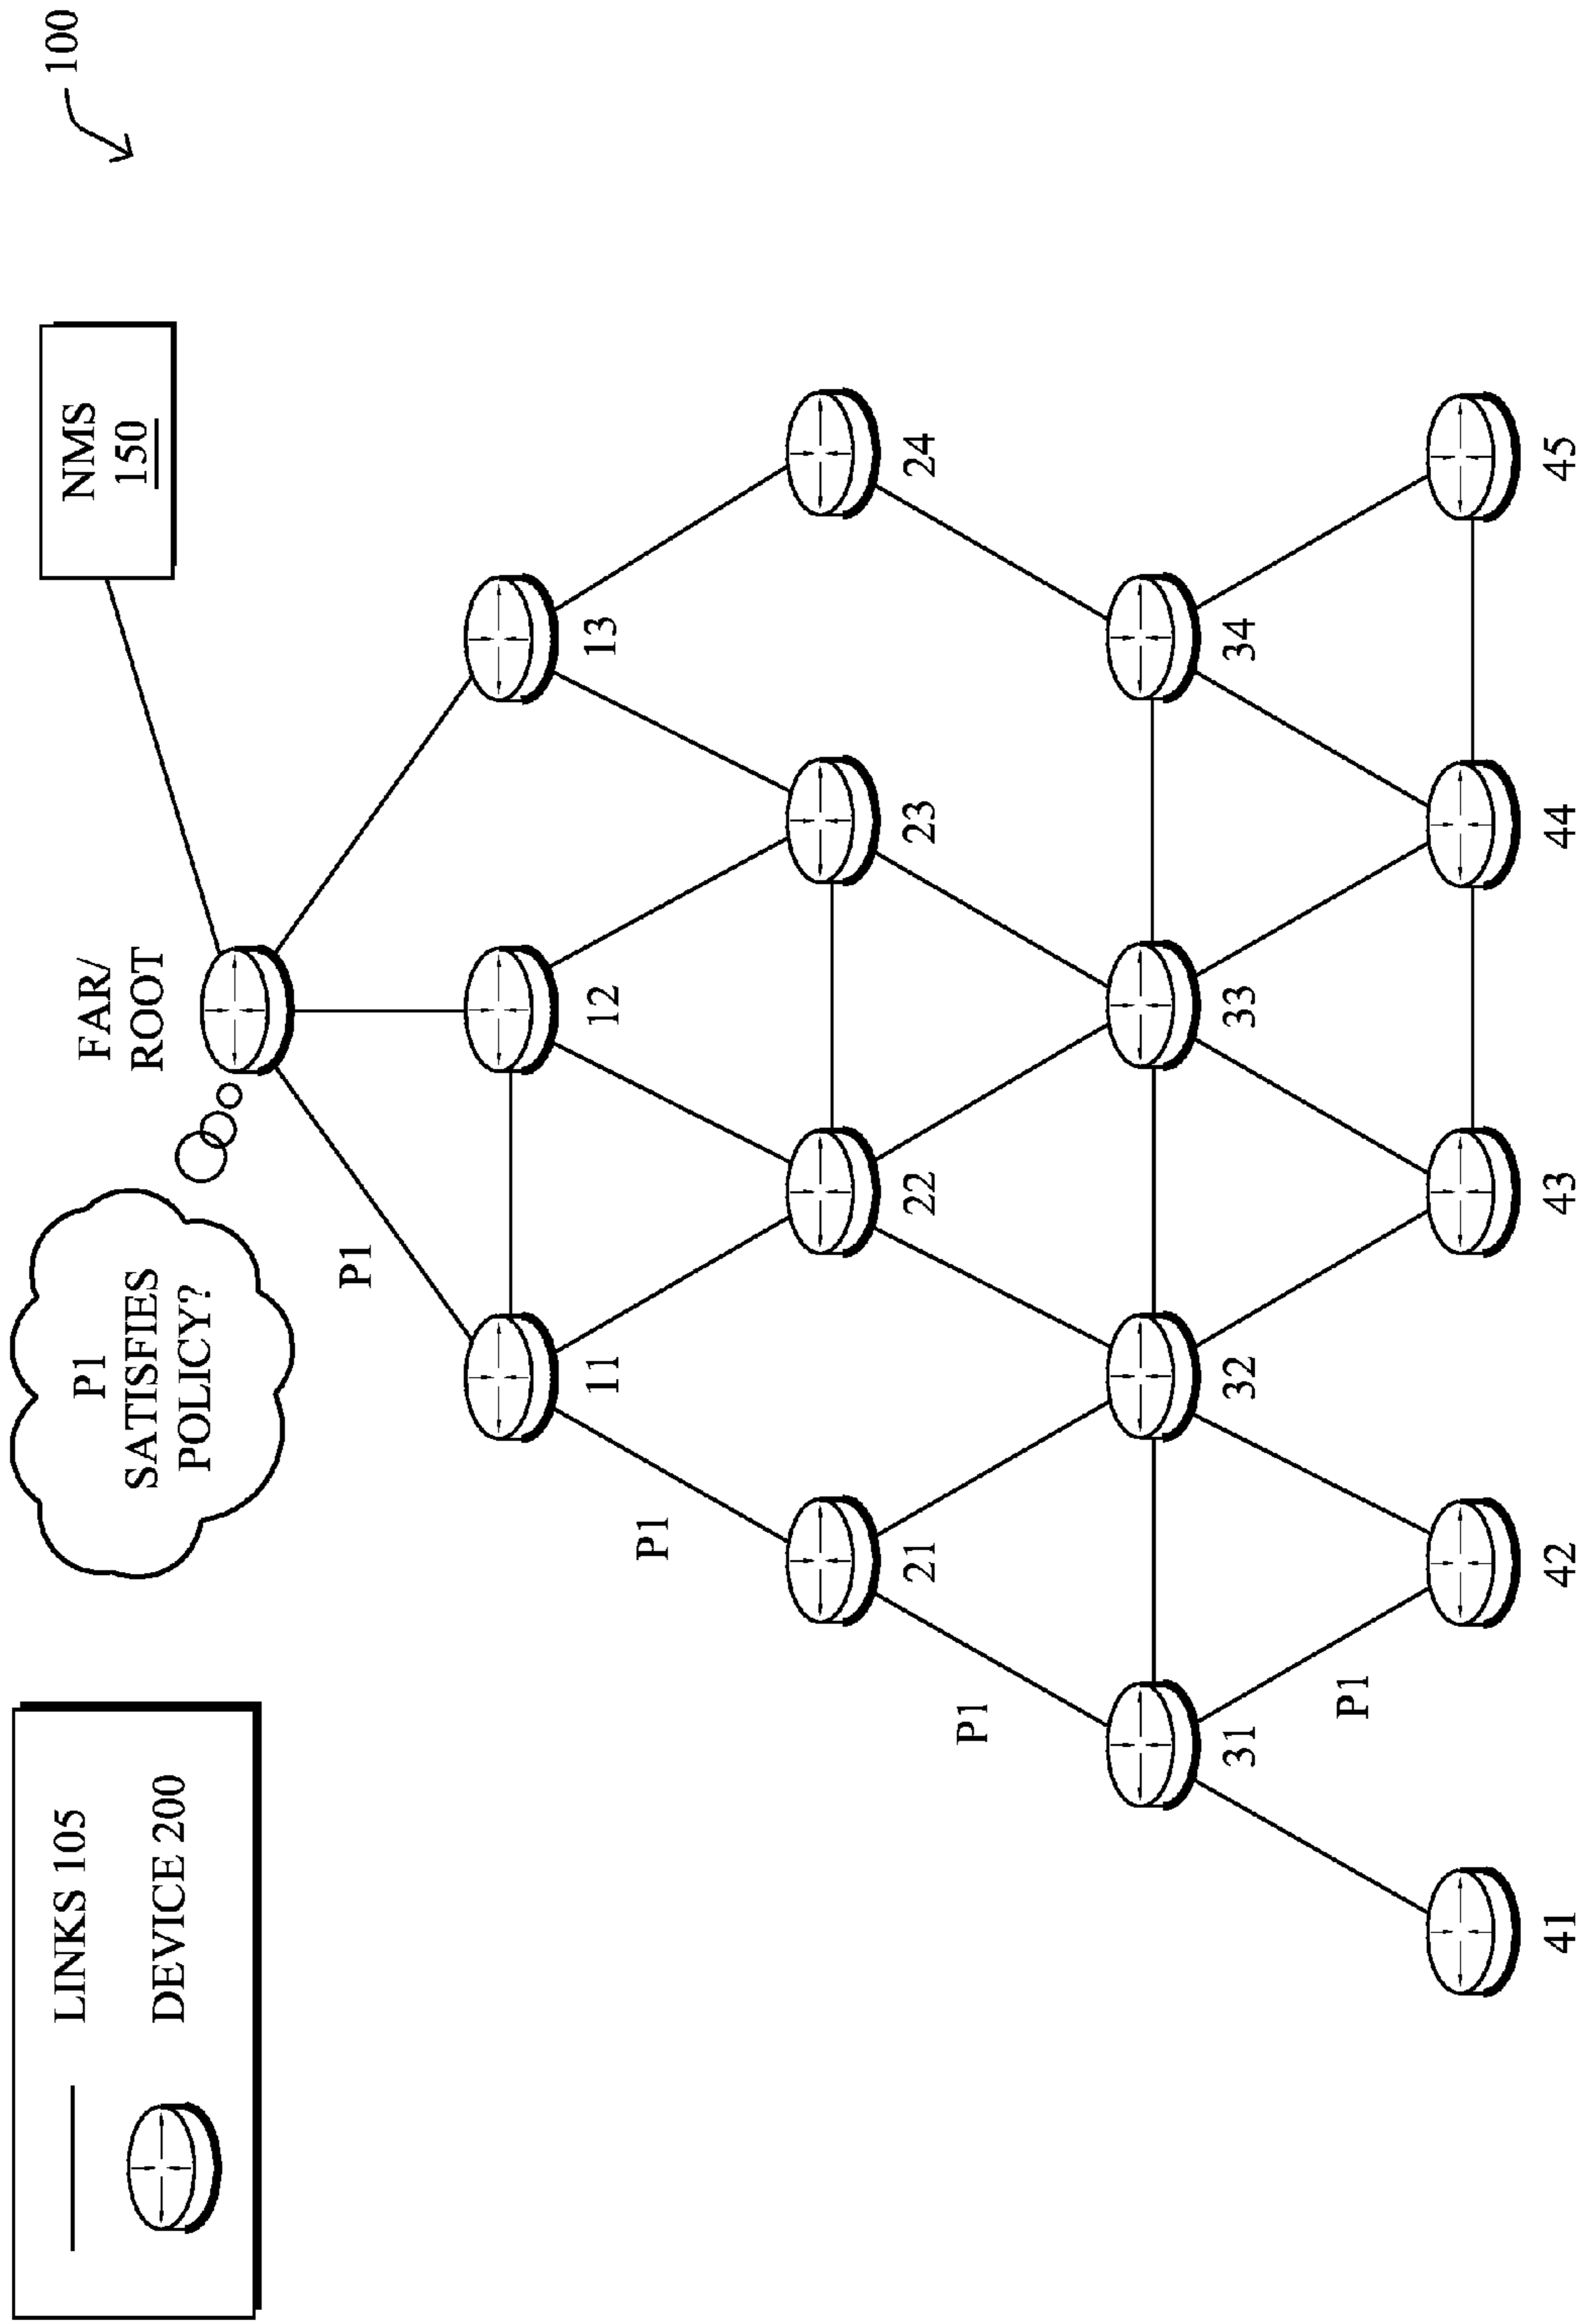 LINKS 105
DEVICE 200
P1
SATISFIES
POLICY?
FAR/
ROOT
NMS
150
100
P1
11
12
13
P1
21
22
23
24
P1
31
32
33
34
P1
41
42
43
44
45